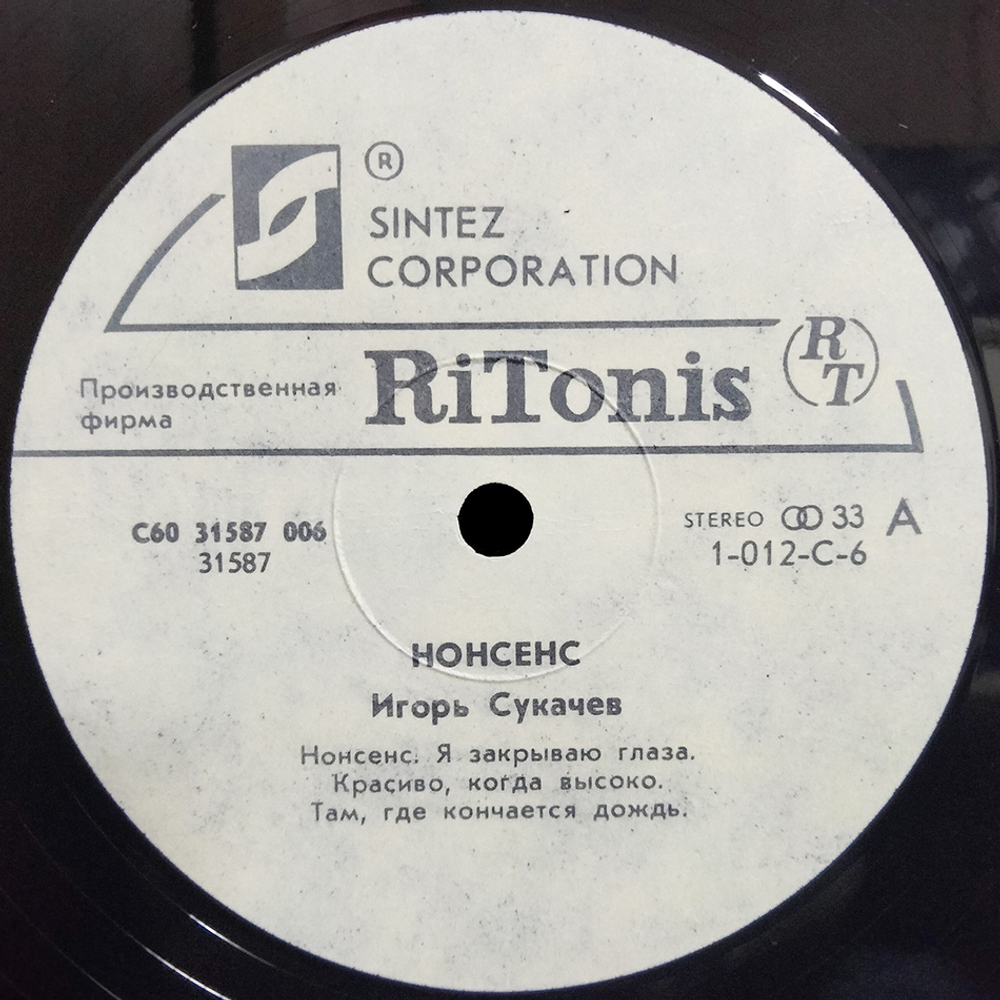 ®
SINTEZ
CORPORATION
Производственная
фирма
RiTonis
RT
С60 31587 006
31587
STEREO 33 A
1-012-C-6
НОНСЕНС
Игорь Сукачев
Нонсенс. Я закрываю глаза.
Красиво, когда высоко.
Там, где кончается дождь.